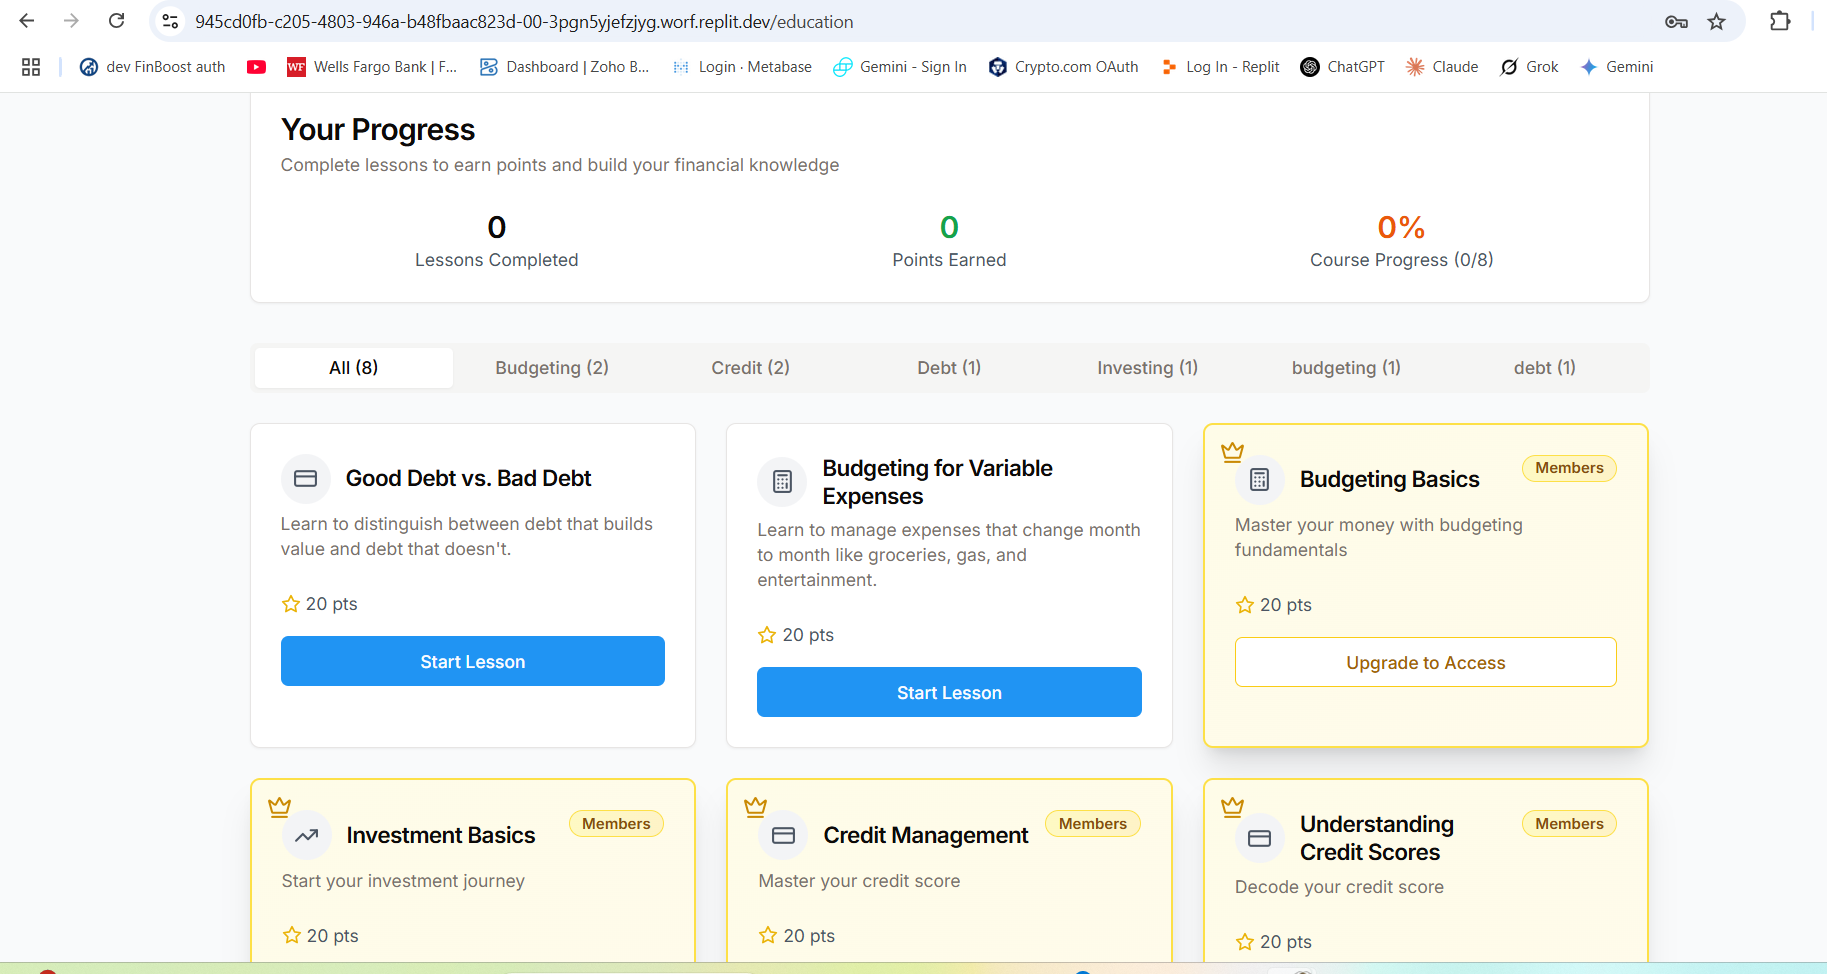 945cd0fb-c205-4803-946a-b48fbaac823d-00-3pgn5yjefzjyg.worf.replit.dev/education
dev FinBoost auth
WF Wells Fargo Bank | F...
Dashboard | Zoho B...
Login · Metabase
Gemini - Sign In
Crypto.com OAuth
Log In - Replit
ChatGPT
Claude
Grok
Gemini
Your Progress
Complete lessons to earn points and build your financial knowledge
0
Lessons Completed
0
Points Earned
0%
Course Progress (0/8)
All (8)
Budgeting (2)
Credit (2)
Debt (1)
Investing (1)
budgeting (1)
debt (1)
Good Debt vs. Bad Debt
Learn to distinguish between debt that builds
value and debt that doesn't.
20 pts
Start Lesson
Budgeting for Variable
Expenses
Learn to manage expenses that change month
to month like groceries, gas, and
entertainment.
20 pts
Start Lesson
Budgeting Basics
Members
Master your money with budgeting
fundamentals
20 pts
Upgrade to Access
Investment Basics
Members
Start your investment journey
20 pts
Credit Management
Members
Master your credit score
20 pts
Understanding
Credit Scores
Members
Decode your credit score
20 pts